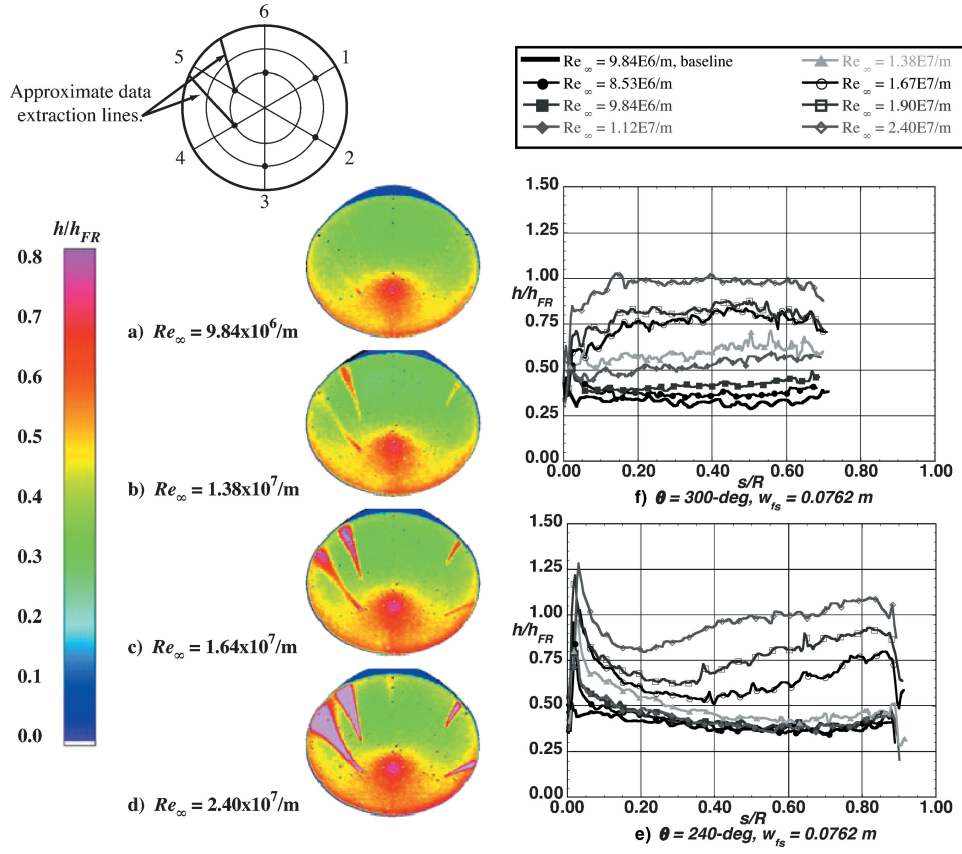 6
5
1
Approximate data
extraction lines.
4
2
3
h/h_FR
0.8
0.7
0.6
0.5
0.4
0.3
0.2
0.1
0.0
a) Re∞ = 9.84x10⁶/m
b) Re∞ = 1.38x10⁷/m
c) Re∞ = 1.64x10⁷/m
d) Re∞ = 2.40x10⁷/m
Re∞ = 9.84E6/m, baseline
Re∞ = 8.53E6/m
Re∞ = 9.84E6/m
Re∞ = 1.12E7/m
Re∞ = 1.38E7/m
Re∞ = 1.67E7/m
Re∞ = 1.90E7/m
Re∞ = 2.40E7/m
1.50
1.25
1.00
h/h_FR
0.75
0.50
0.25
0.00
0.00 0.20 0.40 0.60 0.80 1.00
s/R
f) θ = 300-deg, w_fs = 0.0762 m
1.50
1.25
1.00
h/h_FR
0.75
0.50
0.25
0.00
0.00 0.20 0.40 0.60 0.80 1.00
s/R
e) θ = 240-deg, w_fs = 0.0762 m